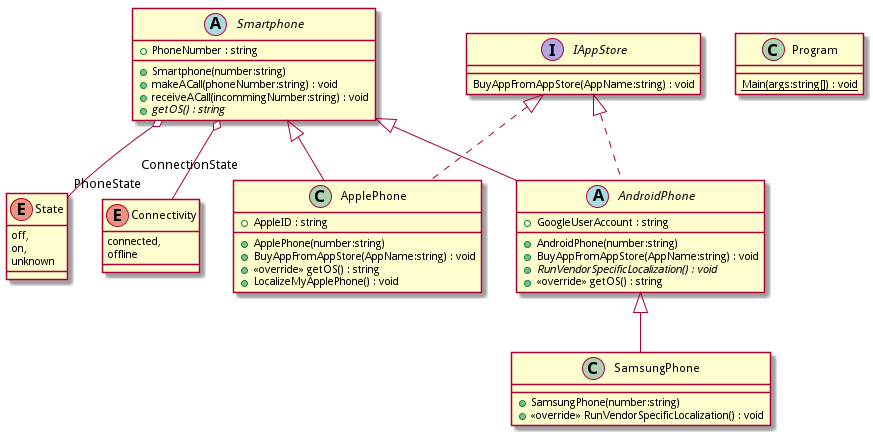 A Smartphone
PhoneNumber : string
Smartphone(number:string)
makeACall(phoneNumber:string) : void
receiveACall(incommingNumber:string) : void
getOS() : string
I IAppStore
BuyAppFromAppStore(AppName:string) : void
C Program
Main(args:string[]) : void
PhoneState
ConnectionState
E State
off,
on,
unknown
E Connectivity
connected,
offline
C ApplePhone
AppleID : string
ApplePhone(number:string)
BuyAppFromAppStore(AppName:string) : void
«override» getOS() : string
LocalizeMyApplePhone() : void
A AndroidPhone
GoogleUserAccount : string
AndroidPhone(number:string)
BuyAppFromAppStore(AppName:string) : void
RunVendorSpecificLocalization() : void
«override» getOS() : string
C SamsungPhone
SamsungPhone(number:string)
«override» RunVendorSpecificLocalization() : void